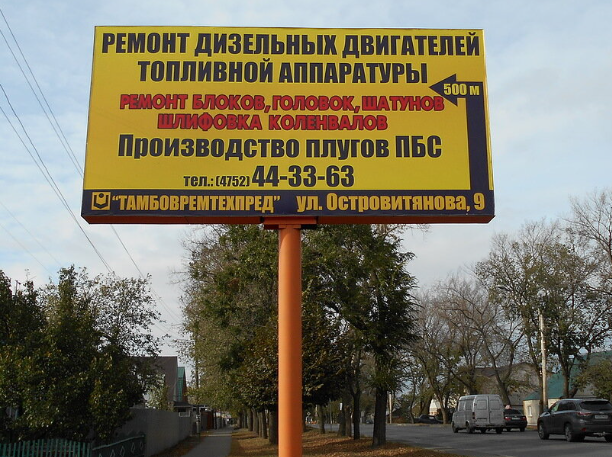 РЕМОНТ ДИЗЕЛЬНЫХ ДВИГАТЕЛЕЙ
ТОПЛИВНОЙ АППАРАТУРЫ
500 м
РЕМОНТ БЛОКОВ, ГОЛОВОК, ШАТУНОВ
ШЛИФОВКА КОЛЕНВАЛОВ
Производство плугов ПБС
тел.: (4752) 44-33-63
"ТАМБОВРЕМТЕХПРЕД" ул. Островитянова, 9